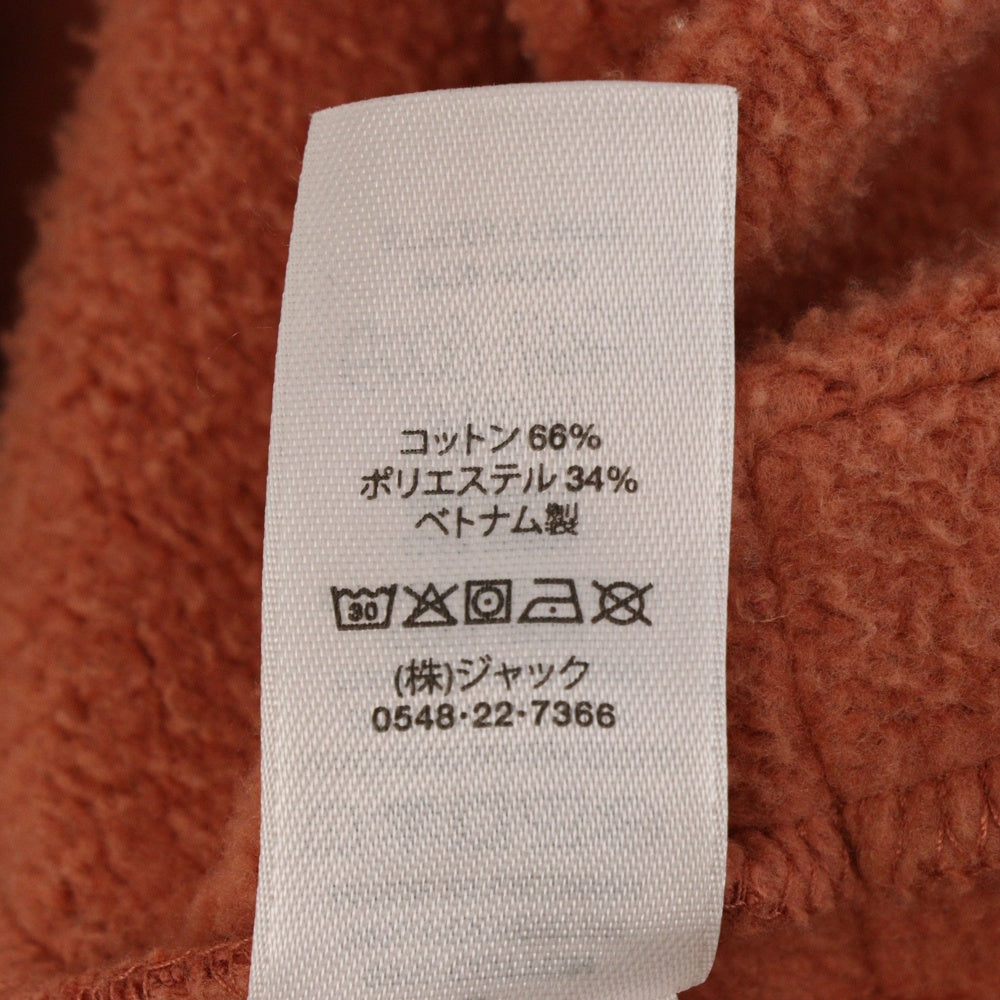 コットン 66%
ポリエステル 34%
ベトナム製
30
(株)ジャック
0548・22・7366